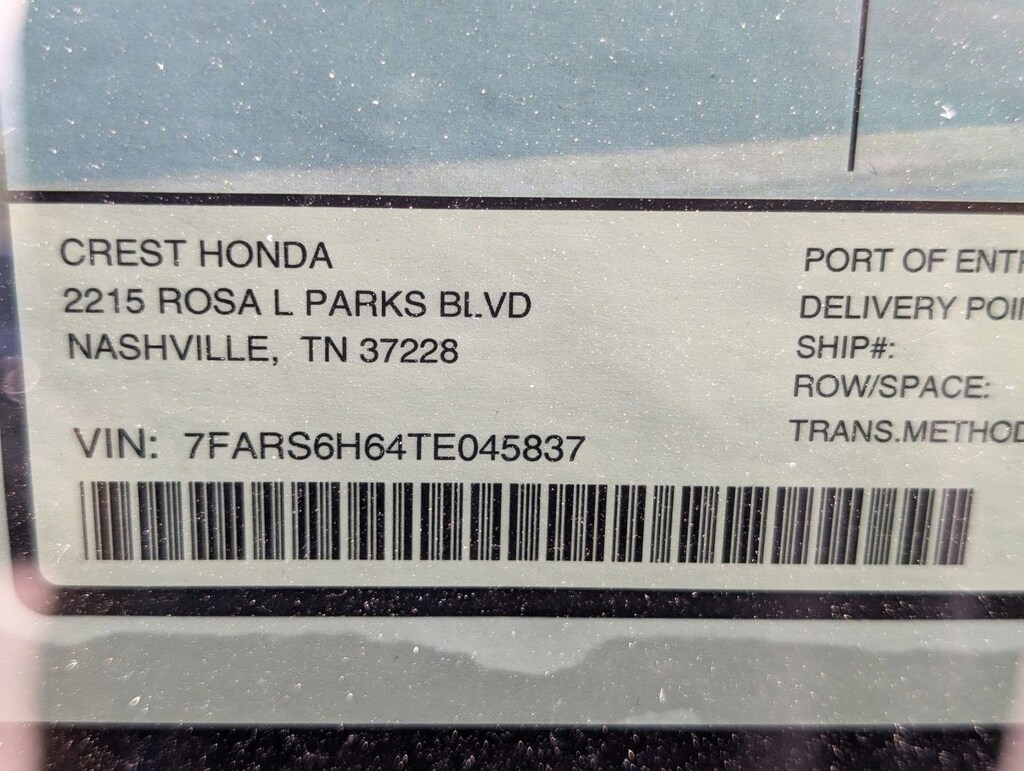 CREST HONDA
2215 ROSA L PARKS BLVD
NASHVILLE, TN 37228
VIN: 7FARS6H64TE045837
PORT OF ENT
DELIVERY POI
SHIP#:
ROW/SPACE:
TRANS.METHOD